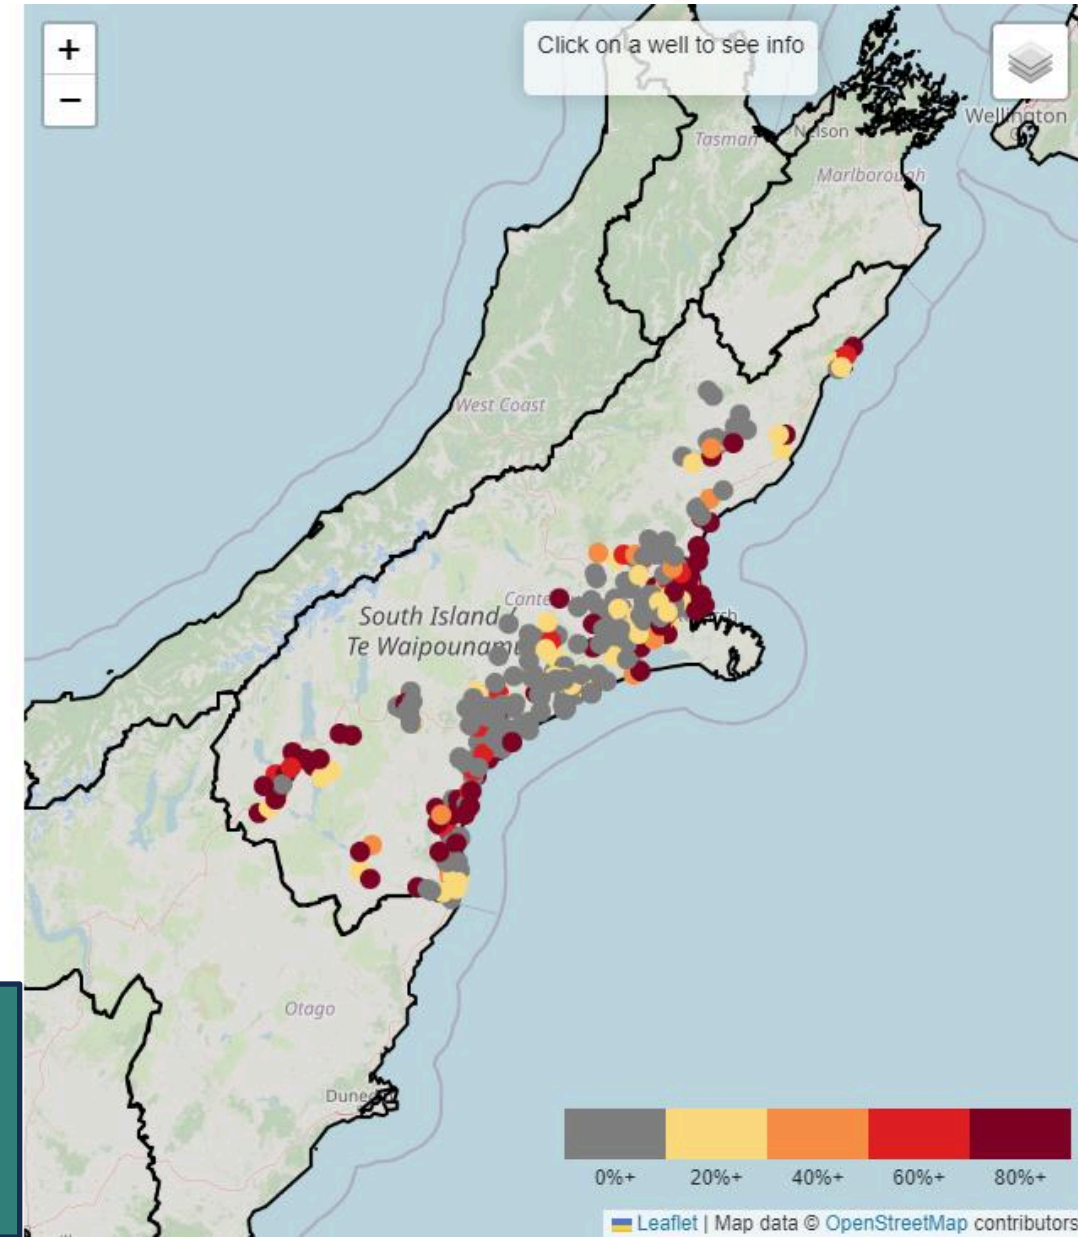 +
−
Click on a well to see info
Tasman
Nelson
Wellington
Marlborough
West Coast
South Island /
Te Waipounamu
Otago
0%+
20%+
40%+
60%+
80%+
Leaflet | Map data © OpenStreetMap contributors